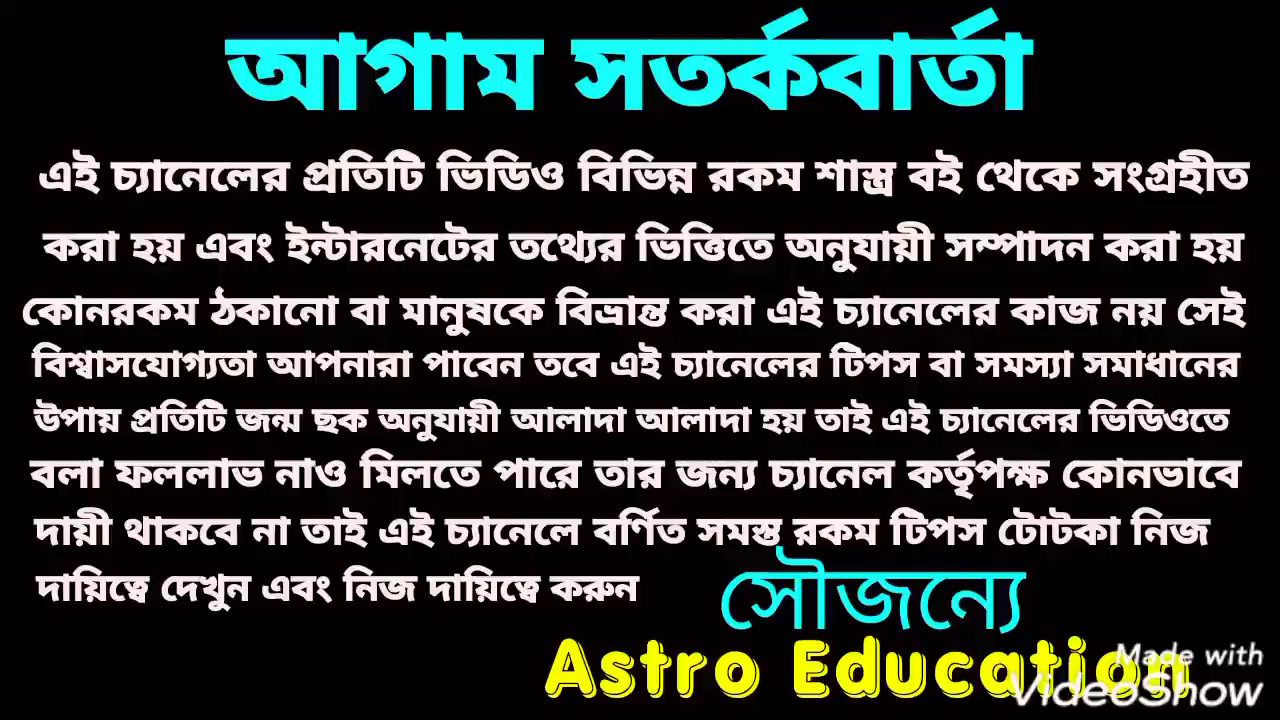 আগাম সতর্কবার্তা
এই চ্যানেলের প্রতিটি ভিডিও বিভিন্ন রকম শাস্ত্র বই থেকে সংগ্রহীত
করা হয় এবং ইন্টারনেটের তথ্যের ভিত্তিতে অনুযায়ী সম্পাদন করা হয়
কোনরকম ঠকানো বা মানুষকে বিভ্রান্ত করা এই চ্যানেলের কাজ নয় সেই
বিশ্বাসযোগ্যতা আপনারা পাবেন তবে এই চ্যানেলের টিপস বা সমস্যা সমাধানের
উপায় প্রতিটি জন্ম ছক অনুযায়ী আলাদা আলাদা হয় তাই এই চ্যানেলের ভিডিওতে
বলা ফললাভ নাও মিলতে পারে তার জন্য চ্যানেল কর্তৃপক্ষ কোনভাবে
দায়ী থাকবে না তাই এই চ্যানেলে বর্ণিত সমস্ত রকম টিপস টোটকা নিজ
দায়িত্বে দেখুন এবং নিজ দায়িত্বে করুন
সৌজন্যে
Astro Education
Made with
VideoShow